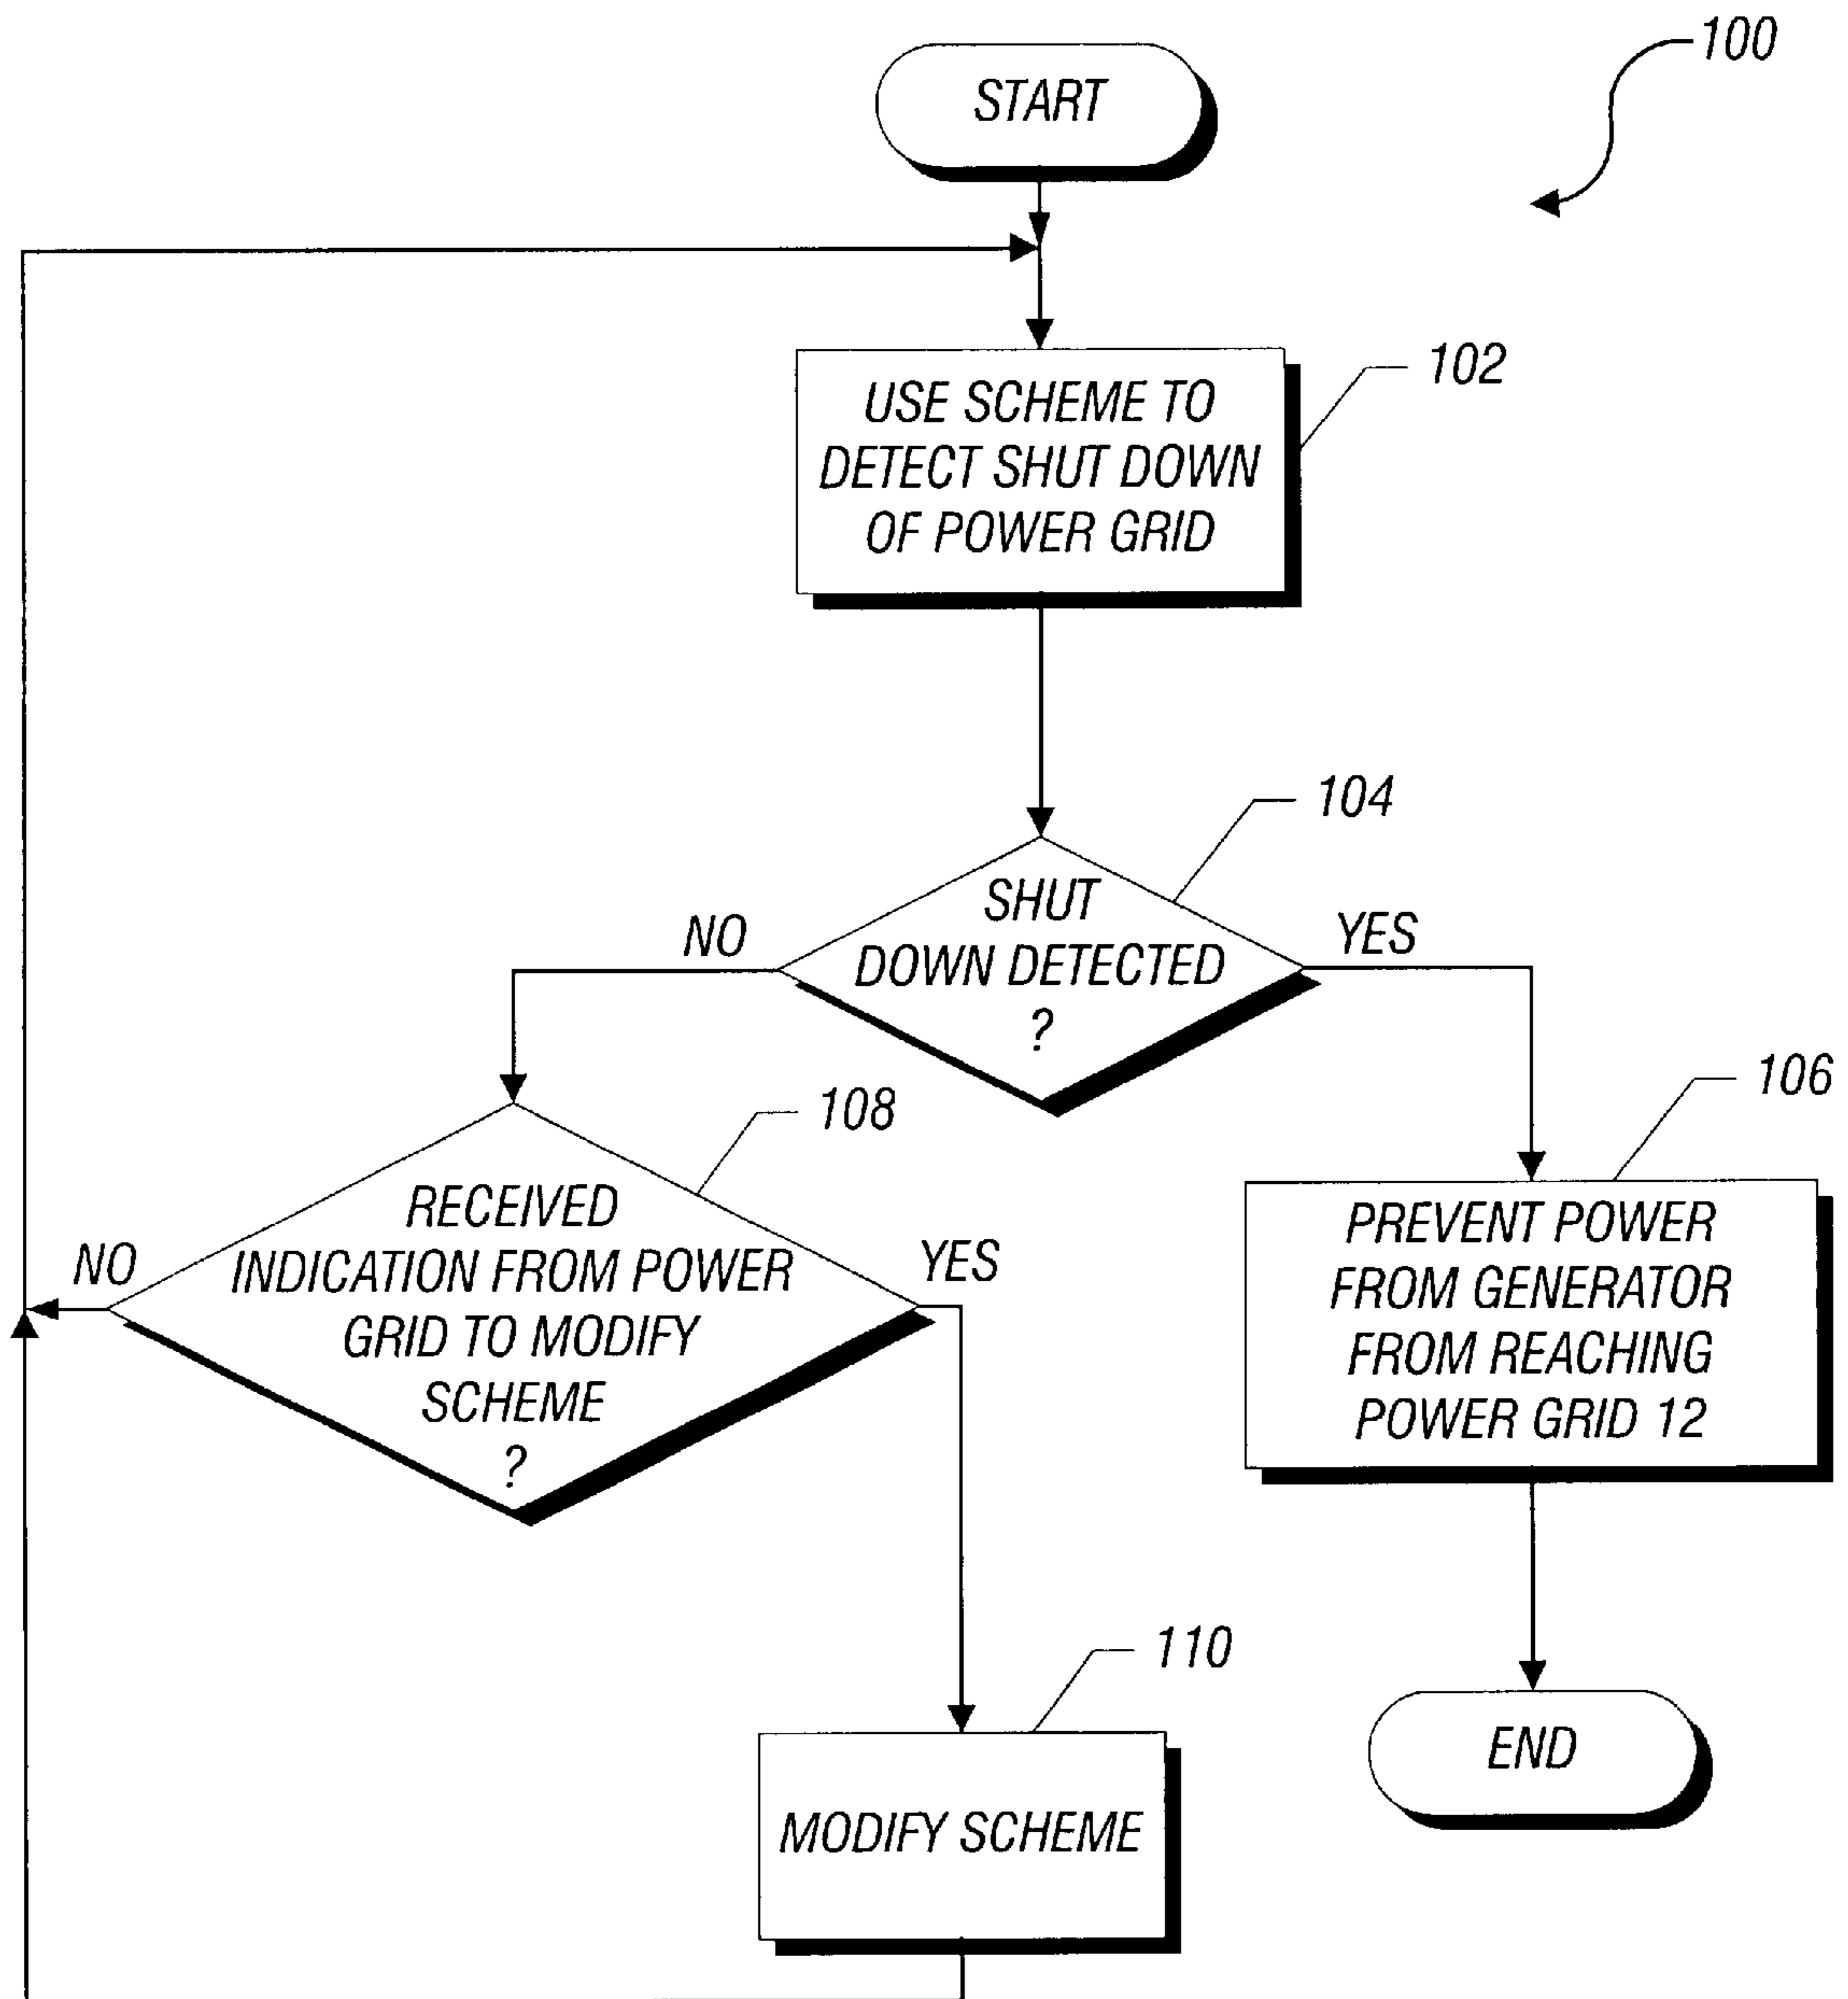 100
START
102
USE SCHEME TO
DETECT SHUT DOWN
OF POWER GRID
104
SHUT
DOWN DETECTED
?
NO
YES
108
RECEIVED
INDICATION FROM POWER
GRID TO MODIFY
SCHEME
?
NO
YES
106
PREVENT POWER
FROM GENERATOR
FROM REACHING
POWER GRID 12
110
MODIFY SCHEME
END